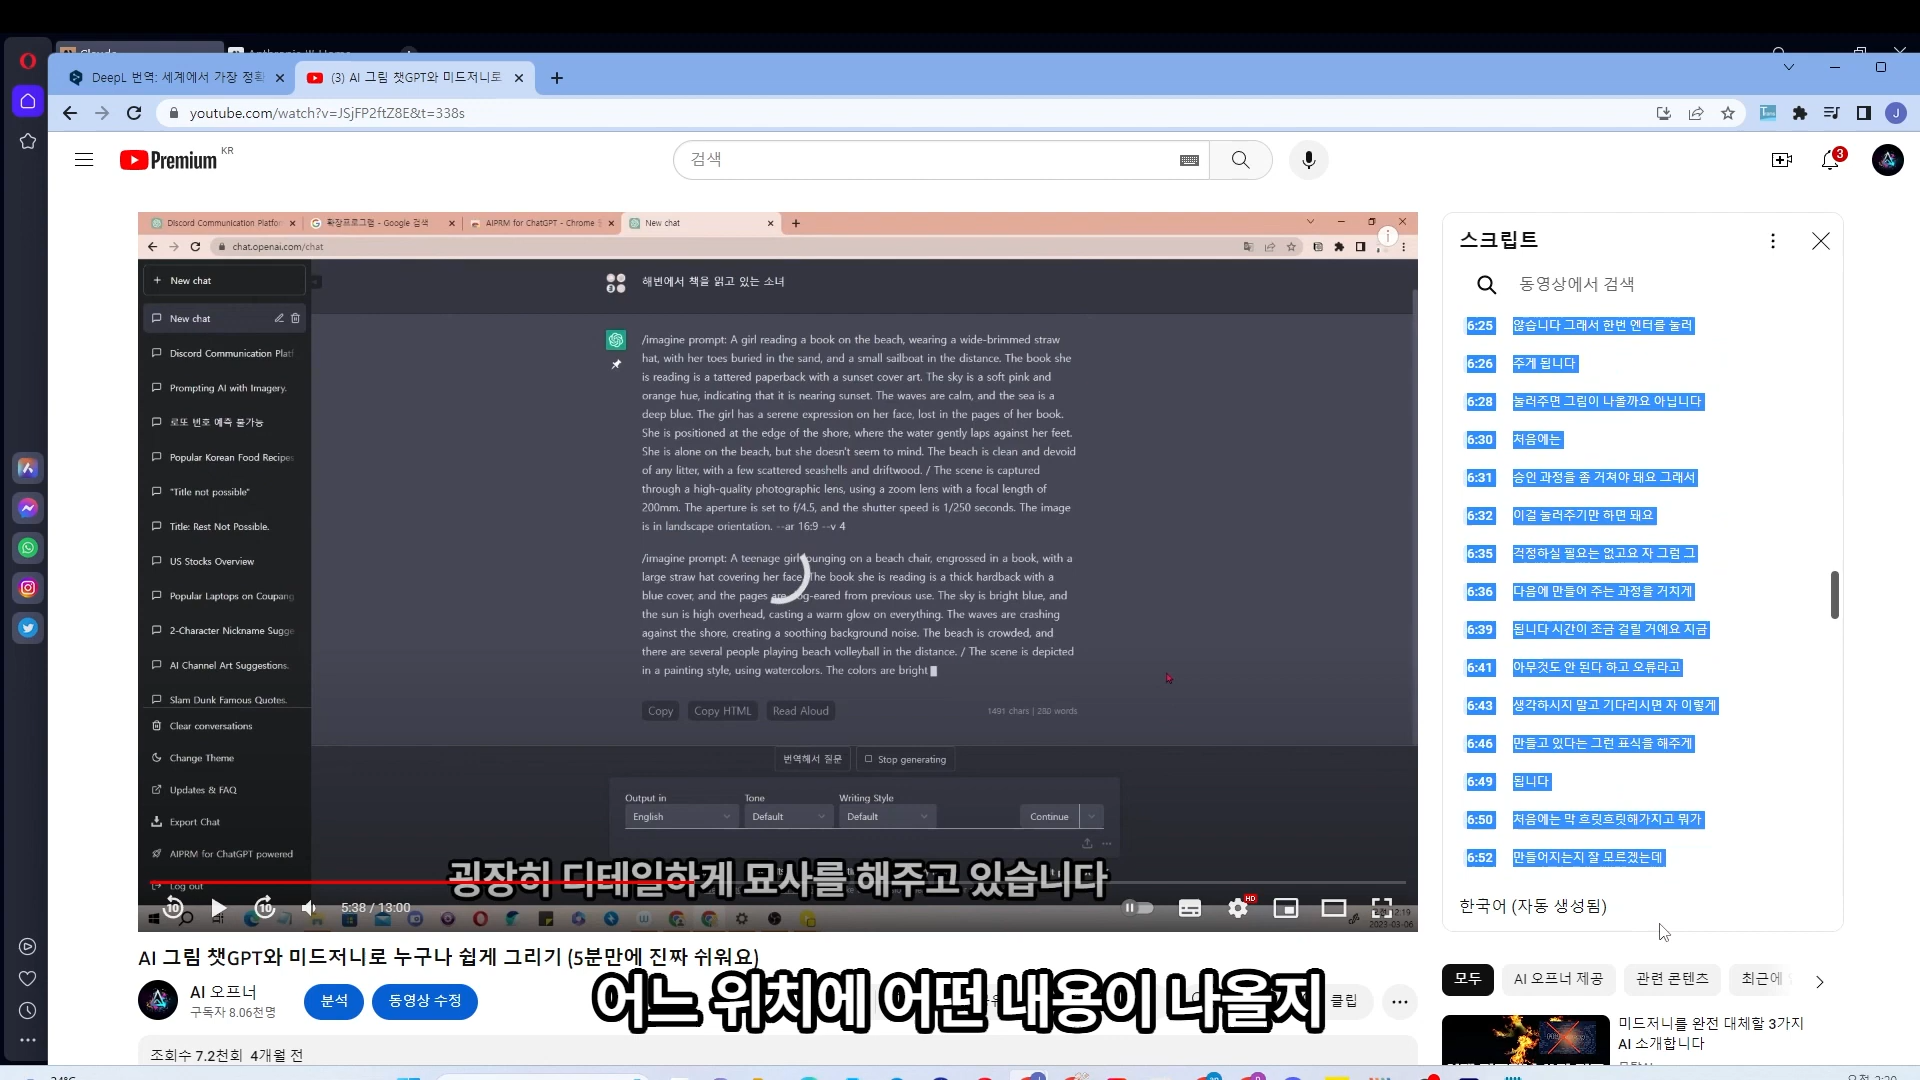 DeepL 번역: 세계에서 가장 정확
(3) AI 그림 챗GPT와 미드저니로
youtube.com/watch?v=JSjFP2ftZ8E&t=338s
J
Premium KR
검색
3
Discord Communication Platfor
확장프로그램 - Google 검색
AIPRM for ChatGPT - Chrome
New chat
chat.openai.com/chat
New chat
New chat
Discord Communication Platf
Prompting AI with Imagery.
로또 번호 예측 불가능
Popular Korean Food Recipes
"Title not possible"
Title: Rest Not Possible.
US Stocks Overview
Popular Laptops on Coupang
2-Character Nickname Sugge
AI Channel Art Suggestions.
Slam Dunk Famous Quotes.
Clear conversations
Change Theme
Updates & FAQ
Export Chat
AIPRM for ChatGPT powered
Log out
해변에서 책을 읽고 있는 소녀
/imagine prompt: A girl reading a book on the beach, wearing a wide-brimmed straw
hat, with her toes buried in the sand, and a small sailboat in the distance. The book she
is reading is a tattered paperback with a sunset cover art. The sky is a soft pink and
orange hue, indicating that it is nearing sunset. The waves are calm, and the sea is a
deep blue. The girl has a serene expression on her face, lost in the pages of her book.
She is positioned at the edge of the shore, where the water gently laps against her feet.
She is alone on the beach, but she doesn't seem to mind. The beach is clean and devoid
of any litter, with a few scattered seashells and driftwood. / The scene is captured
through a high-quality photographic lens, using a zoom lens with a focal length of
200mm. The aperture is set to f/4.5, and the shutter speed is 1/250 seconds. The image
is in landscape orientation. --ar 16:9 --v 4
/imagine prompt: A teenage girl lounging on a beach chair, engrossed in a book, with a
large straw hat covering her face. The book she is reading is a thick hardback with a
blue cover, and the pages are dog-eared from previous use. The sky is bright blue, and
the sun is high overhead, casting a warm glow on everything. The waves are crashing
against the shore, creating a soothing background noise. The beach is crowded, and
there are several people playing beach volleyball in the distance. / The scene is depicted
in a painting style, using watercolors. The colors are bright
Copy Copy HTML Read Aloud
1491 chars | 280 words
번역해서 질문 Stop generating
Output in Tone Writing Style
English Default Default Continue
굉장히 디테일하게 묘사를 해주고 있습니다
5:38 / 13:00
HD
2023-03-06
스크립트
동영상에서 검색
6:25 않습니다 그래서 한번 엔터를 눌러
6:26 주게 됩니다
6:28 눌러주면 그림이 나올까요 아닙니다
6:30 처음에는
6:31 승인 과정을 좀 거쳐야 돼요 그래서
6:32 이걸 눌러주기만 하면 돼요
6:35 걱정하실 필요는 없고요 자 그럼 그
6:36 다음에 만들어 주는 과정을 거치게
6:39 됩니다 시간이 조금 걸릴 거예요 지금
6:41 아무것도 안 된다 하고 오류라고
6:43 생각하시지 말고 기다리시면 자 이렇게
6:46 만들고 있다는 그런 표식을 해주게
6:49 됩니다
6:50 처음에는 막 흐릿흐릿해가지고 뭐가
6:52 만들어지는지 잘 모르겠는데
한국어 (자동 생성됨)
AI 그림 챗GPT와 미드저니로 누구나 쉽게 그리기 (5분만에 진짜 쉬워요)
AI 오프너
구독자 8.06천명
분석
동영상 수정
클립
어느 위치에 어떤 내용이 나올지
조회수 7.2천회 4개월 전
모두 AI 오프너 제공 관련 콘텐츠 최근에
미드저니를 완전 대체할 3가지
AI 소개합니다